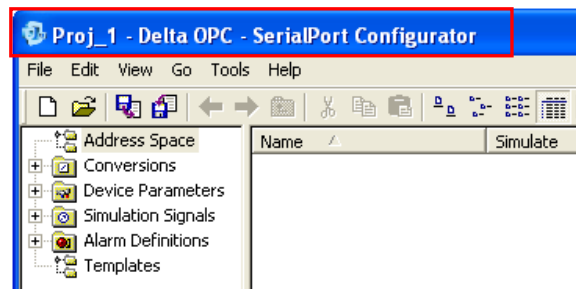 Proj_1 - Delta OPC - SerialPort Configurator
File Edit View Go Tools Help
Address Space
Name Simulate
Conversions
Device Parameters
Simulation Signals
Alarm Definitions
Templates